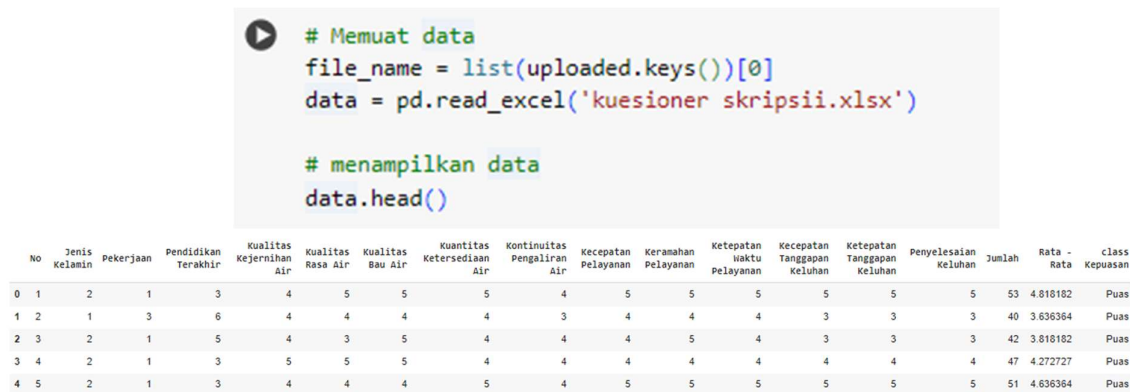 # Memuat data
file_name = list(uploaded.keys())[0]
data = pd.read_excel('kuesioner skripsii.xlsx')
# menampilkan data
data.head()
No Jenis Kelamin Pekerjaan Pendidikan Terakhir Kualitas Kejernihan Air Kualitas Rasa Air Kualitas Bau Air Kuantitas Ketersediaan Air Kontinuitas Pengaliran Air Kecepatan Pelayanan Keramahan Pelayanan Ketepatan Waktu Pelayanan Kecepatan Tanggapan Keluhan Ketepatan Tanggapan Keluhan Penyelesaian Keluhan Jumlah Rata - Rata class Kepuasan
0 1 2 1 3 4 5 5 5 4 5 5 5 5 5 5 53 4.818182 Puas
1 2 1 3 6 4 4 4 4 3 4 4 4 3 3 3 40 3.636364 Puas
2 3 2 1 5 4 3 5 4 4 4 5 4 3 3 3 42 3.818182 Puas
3 4 2 1 3 5 5 5 4 4 4 4 4 4 4 4 47 4.272727 Puas
4 5 2 1 3 4 4 4 5 4 5 5 5 5 5 5 51 4.636364 Puas